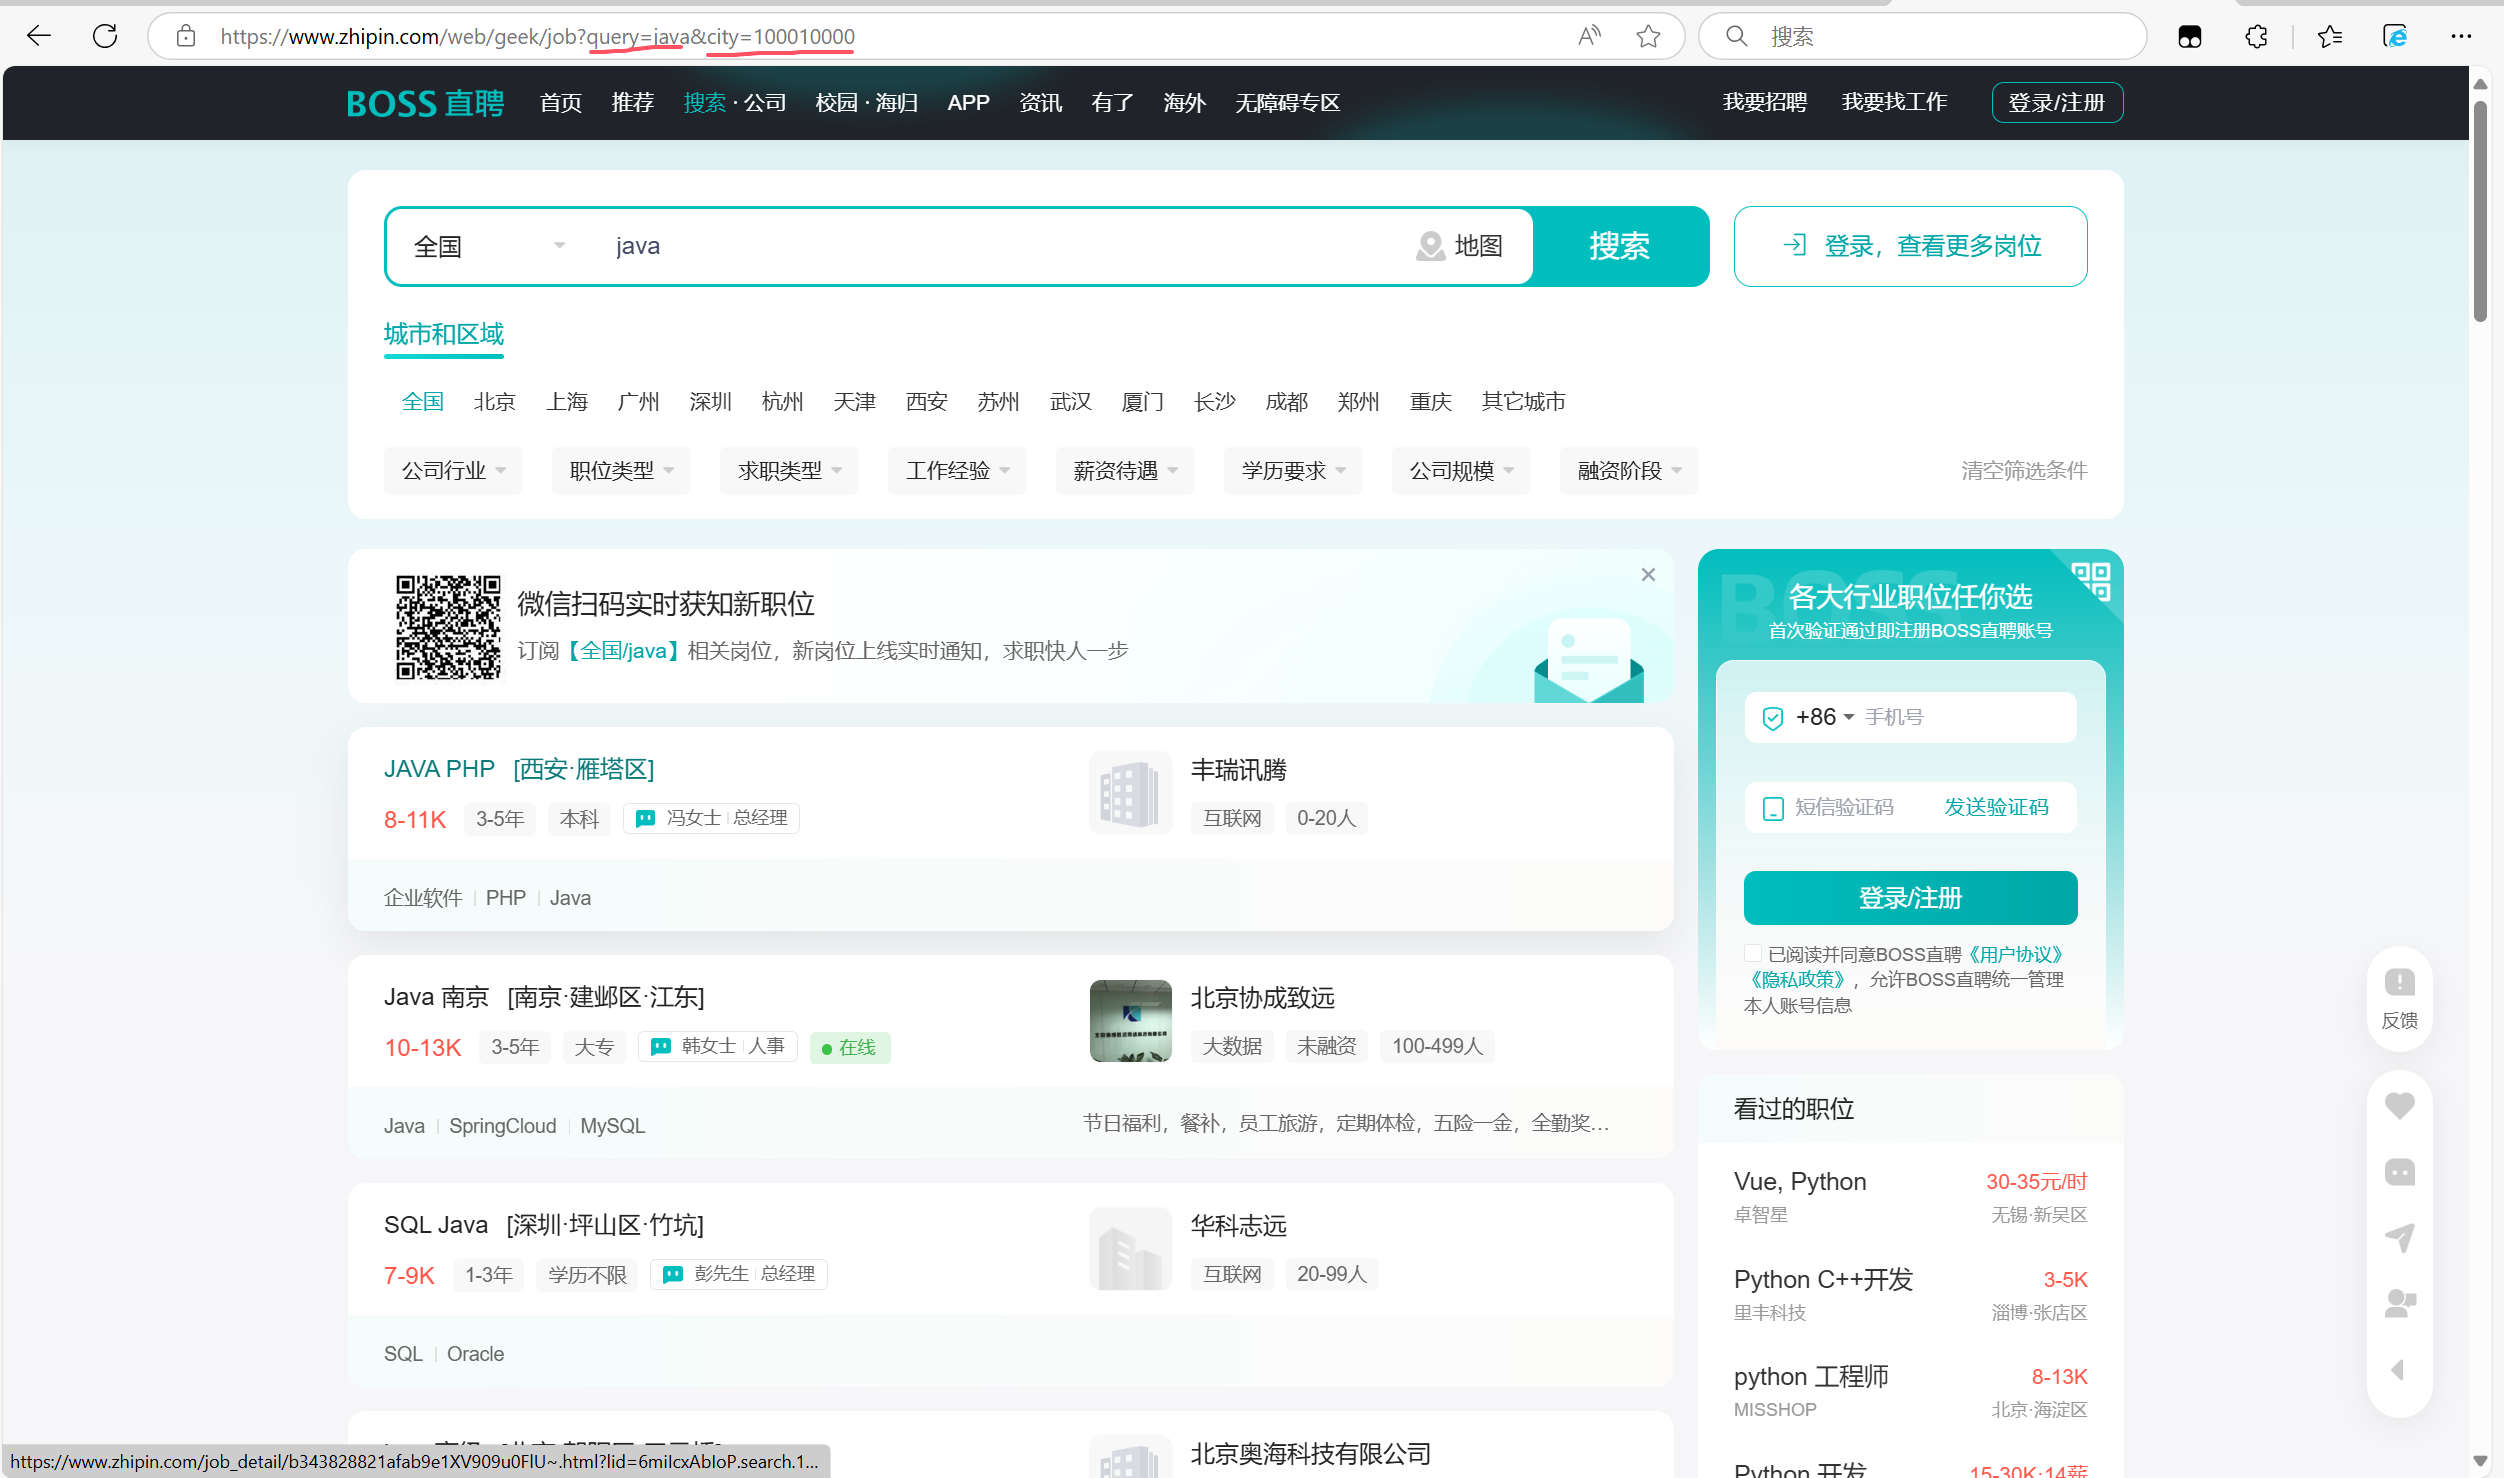 https://www.zhipin.com/web/geek/job?query=java&city=100010000
搜索
BOSS 直聘 首页 推荐 搜索 · 公司 校园 · 海归 APP 资讯 有了 海外 无障碍专区 我要招聘 我要找工作 登录/注册
全国 java 地图 搜索 登录，查看更多岗位
城市和区域
全国 北京 上海 广州 深圳 杭州 天津 西安 苏州 武汉 厦门 长沙 成都 郑州 重庆 其它城市
公司行业 职位类型 求职类型 工作经验 薪资待遇 学历要求 公司规模 融资阶段 清空筛选条件
微信扫码实时获知新职位
订阅【全国/java】相关岗位，新岗位上线实时通知，求职快人一步
JAVA PHP [西安·雁塔区]
8-11K 3-5年 本科 冯女士 总经理
丰瑞讯腾
互联网 0-20人
企业软件 PHP Java
Java 南京 [南京·建邺区·江东]
10-13K 3-5年 大专 韩女士 人事 在线
北京协成致远
大数据 未融资 100-499人
Java SpringCloud MySQL
节日福利，餐补，员工旅游，定期体检，五险一金，全勤奖...
SQL Java [深圳·坪山区·竹坑]
7-9K 1-3年 学历不限 彭先生 总经理
华科志远
互联网 20-99人
SQL Oracle
北京奥海科技有限公司
https://www.zhipin.com/job_detail/b343828821afab9e1XV909u0FlU~.html?lid=6milcxAbIoP.search.1...
BOSS
各大行业职位任你选
首次验证通过即注册BOSS直聘账号
+86 手机号
短信验证码 发送验证码
登录/注册
已阅读并同意BOSS直聘《用户协议》
《隐私政策》，允许BOSS直聘统一管理
本人账号信息
看过的职位
Vue, Python 30-35元/时
卓智星 无锡·新吴区
Python C++开发 3-5K
里丰科技 淄博·张店区
python 工程师 8-13K
MISSHOP 北京·海淀区
Python 开发 15-30K·14薪
反馈